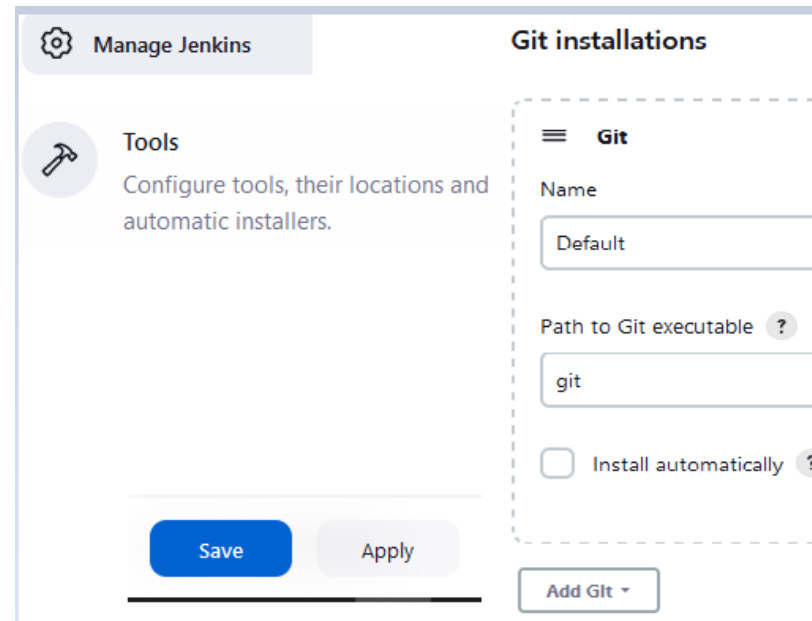 Manage Jenkins
Tools
Configure tools, their locations and
automatic installers.
Save
Apply
Git installations
Git
Name
Default
Path to Git executable ?
git
Install automatically ?
Add Git